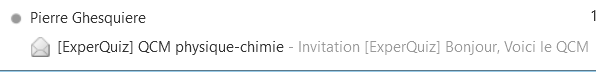 Pierre Ghesquiere 1
[ExperQuiz] QCM physique-chimie - Invitation [ExperQuiz] Bonjour, Voici le QCM